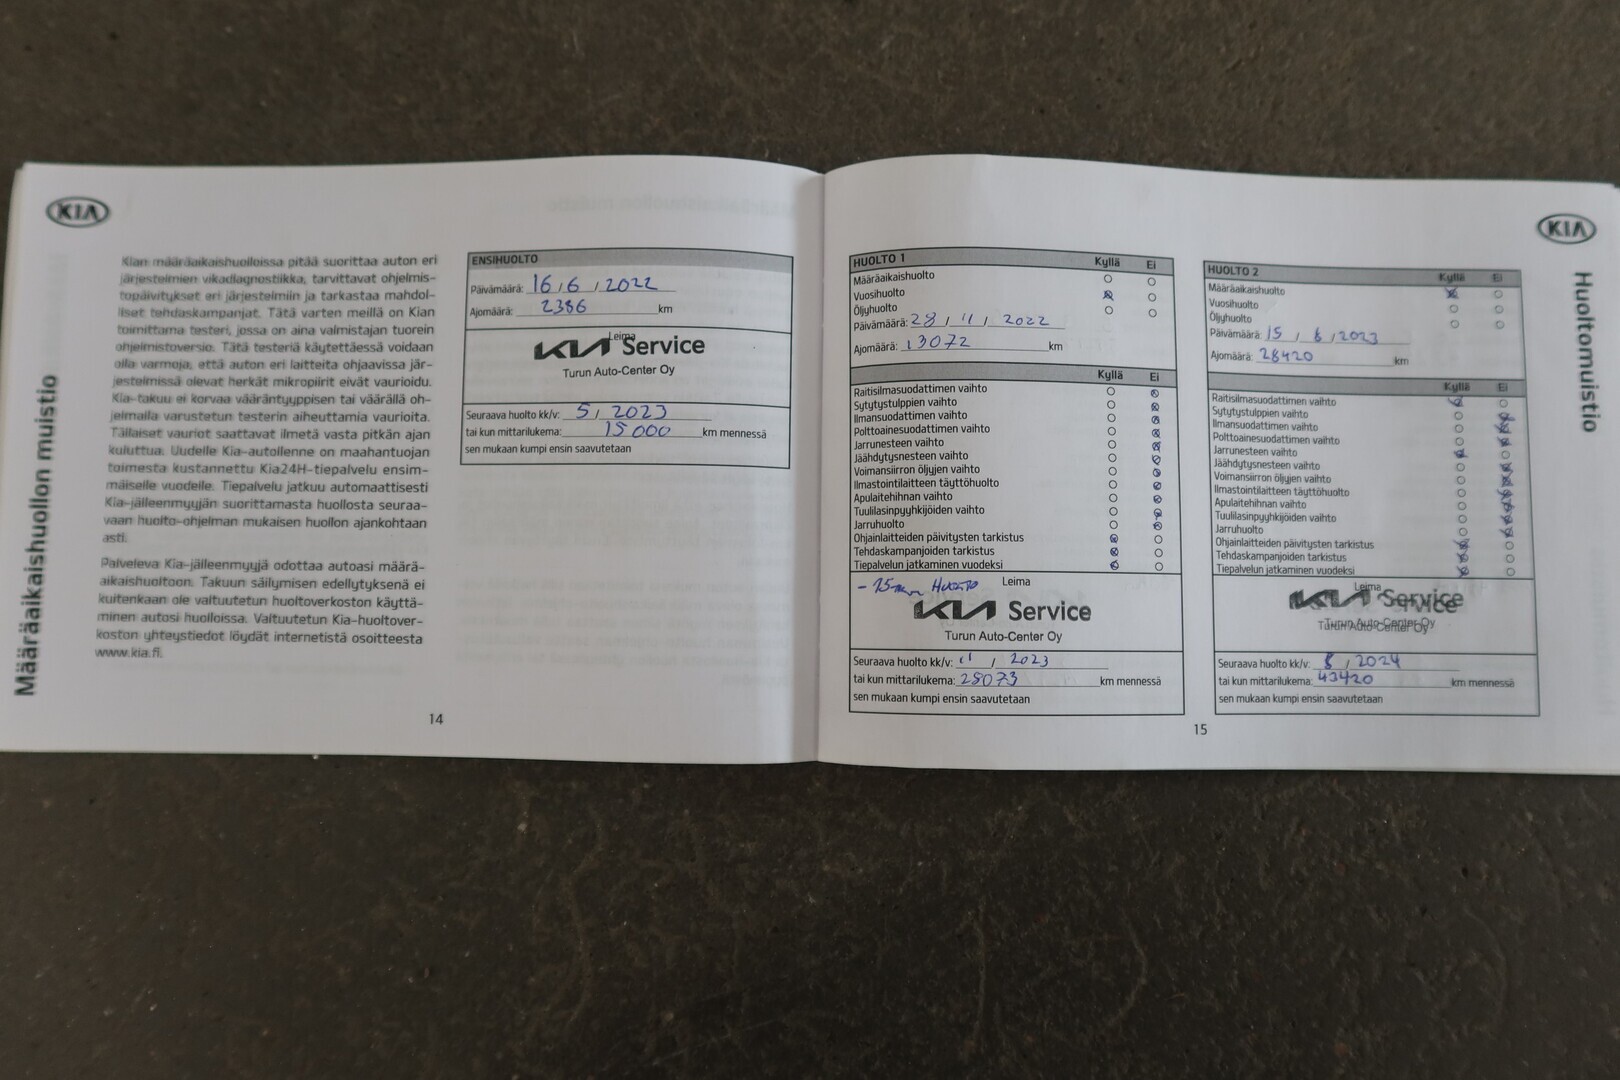 KIA
Määräaikaishuollon muistio
Kian määräaikaishuolloissa pitää suorittaa auton eri
järjestelmien vikadiagnostiikka, tarvittavat ohjelmis-
topäivitykset eri järjestelmiin ja tarkastaa mahdol-
liset tehdaskampanjat. Tätä varten meillä on Kian
toimittama testeri, jossa on aina valmistajan tuorein
ohjelmistoversio. Tätä testeriä käytettäessä voidaan
olla varmoja, että auton eri laitteita ohjaavissa jär-
jestelmissä olevat herkät mikropiirit eivät vaurioidu.
Kia-takuu ei korvaa vääräntyyppisen tai väärällä oh-
jelmalla varustetun testerin aiheuttamia vaurioita.
Tällaiset vauriot saattavat ilmetä vasta pitkän ajan
kuluttua. Uudelle Kia-autollenne on maahantuojan
toimesta kustannettu Kia24H-tiepalvelu ensim-
mäiselle vuodelle. Tiepalvelu jatkuu automaattisesti
Kia-jälleenmyyjän suorittamasta huollosta seuraa-
vaan huolto-ohjelman mukaisen huollon ajankohtaan
asti.
Palveleva Kia-jälleenmyyjä odottaa autoasi määrä-
aikaishuoltoon. Takuun säilymisen edellytyksenä ei
kuitenkaan ole valtuutetun huoltoverkoston käyttä-
minen autosi huolloissa. Valtuutetun Kia-huoltover-
koston yhteystiedot löydät internetistä osoitteesta
www.kia.fi.
14
ENSIHUOLTO
Päivämäärä: 16 / 6 / 2022
Ajomäärä: 2386 km
Leima
KIA Service
Turun Auto-Center Oy
Seuraava huolto kk/v: 5 / 2023
tai kun mittarilukema: 15000 km mennessä
sen mukaan kumpi ensin saavutetaan
HUOLTO 1 Kyllä Ei
Määräaikaishuolto
Vuosihuolto
Öljyhuolto
Päivämäärä: 28 / 11 / 2022
Ajomäärä: 13072 km
Kyllä Ei
Raitisilmasuodattimen vaihto
Sytytystulppien vaihto
Ilmansuodattimen vaihto
Polttoainesuodattimen vaihto
Jarrunesteen vaihto
Jäähdytysnesteen vaihto
Voimansiirron öljyjen vaihto
Ilmastointilaitteen täyttöhuolto
Apulaitehihnan vaihto
Tuulilasinpyyhkijöiden vaihto
Jarruhuolto
Ohjainlaitteiden päivitysten tarkistus
Tehdaskampanjoiden tarkistus
Tiepalvelun jatkaminen vuodeksi
Leima
KIA Service
Turun Auto-Center Oy
Seuraava huolto kk/v: 11 / 2023
tai kun mittarilukema: 28073 km mennessä
sen mukaan kumpi ensin saavutetaan
KIA
Huoltomuistio
HUOLTO 2 Kyllä Ei
Määräaikaishuolto
Vuosihuolto
Öljyhuolto
Päivämäärä: 15 / 8 / 2023
Ajomäärä: 28420 km
Kyllä Ei
Raitisilmasuodattimen vaihto
Sytytystulppien vaihto
Ilmansuodattimen vaihto
Polttoainesuodattimen vaihto
Jarrunesteen vaihto
Jäähdytysnesteen vaihto
Voimansiirron öljyjen vaihto
Ilmastointilaitteen täyttöhuolto
Apulaitehihnan vaihto
Tuulilasinpyyhkijöiden vaihto
Jarruhuolto
Ohjainlaitteiden päivitysten tarkistus
Tehdaskampanjoiden tarkistus
Tiepalvelun jatkaminen vuodeksi
Leima
KIA Service
Turun Auto-Center Oy
Seuraava huolto kk/v: 8 / 2024
tai kun mittarilukema: 43420 km mennessä
sen mukaan kumpi ensin saavutetaan
15